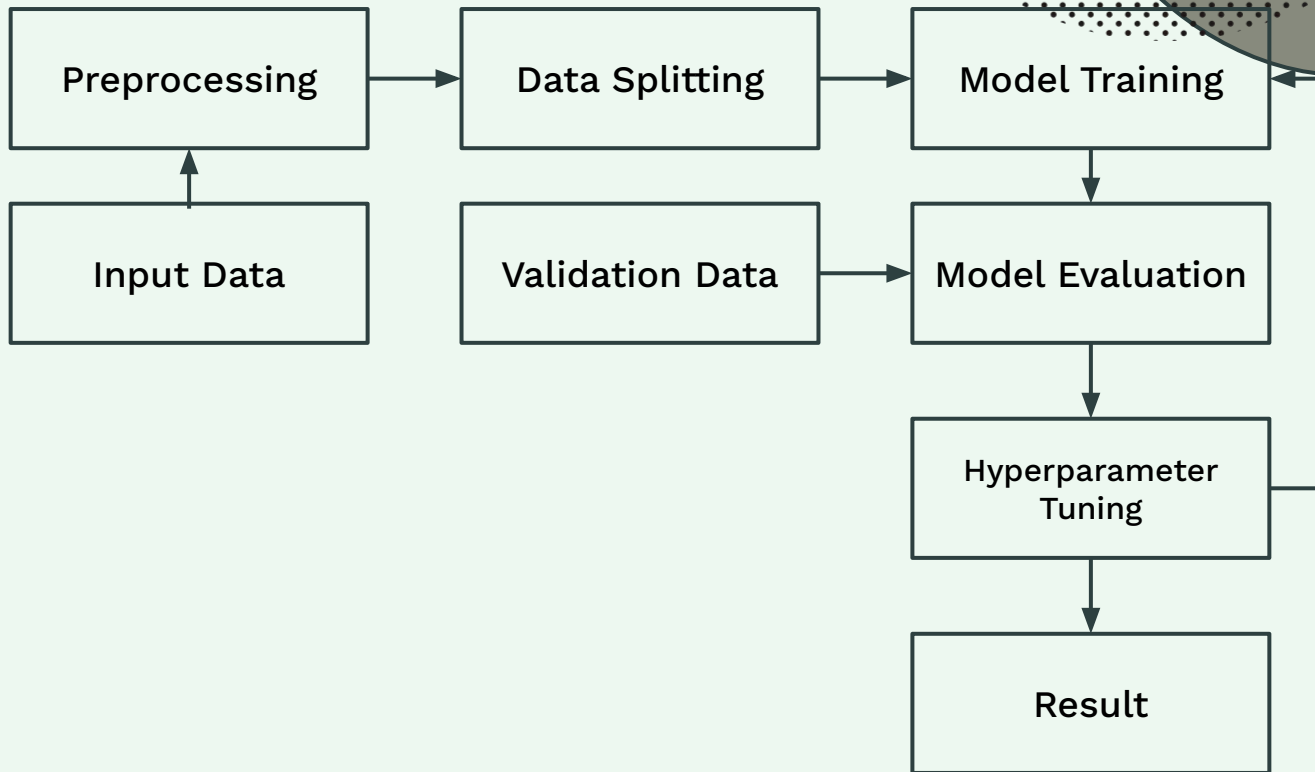 Preprocessing
Data Splitting
Model Training
Input Data
Validation Data
Model Evaluation
Hyperparameter
Tuning
Result